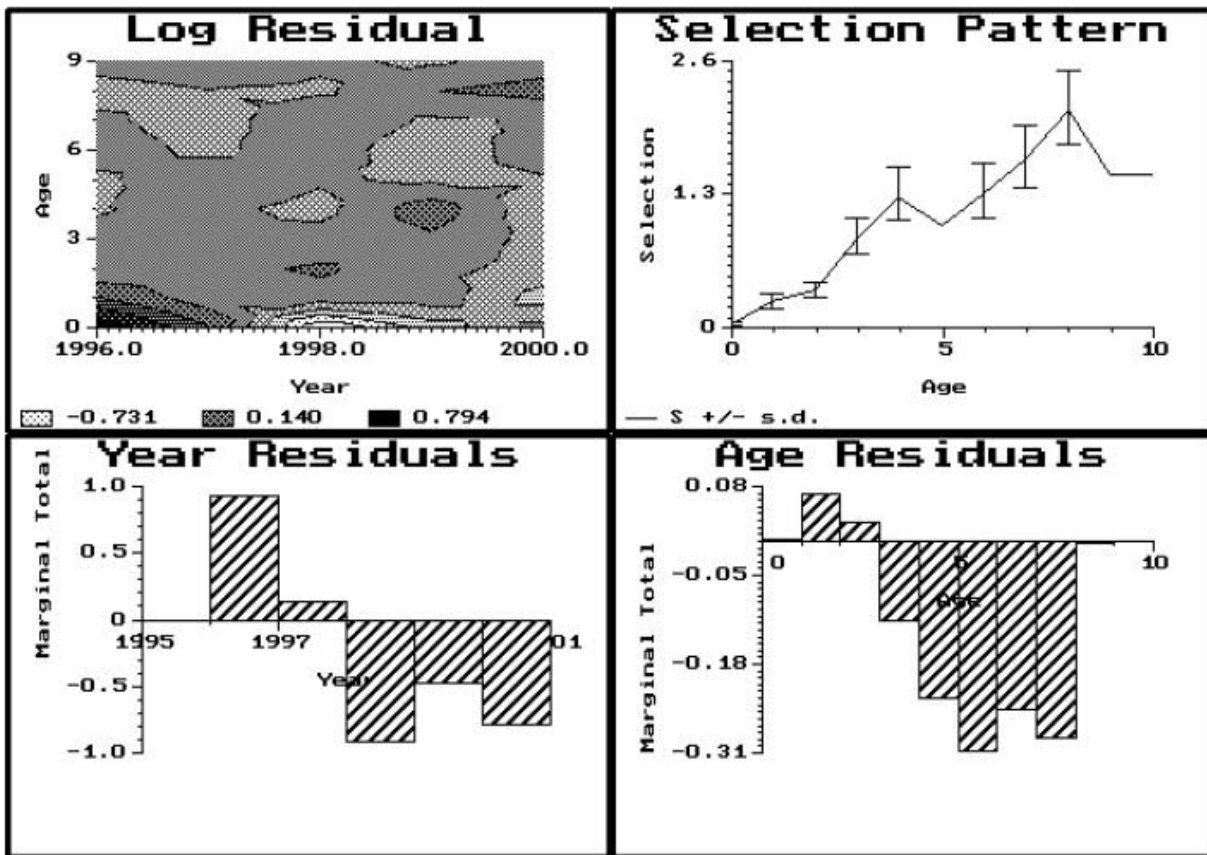 Log Residual
9
6
3
0
Age
1996.0 1998.0 2000.0
Year
-0.731 0.140 0.794
Selection Pattern
2.6
1.3
0
Selection
0 5 10
Age
S +/- s.d.
Year Residuals
1.0
0.5
0
-0.5
-1.0
Marginal Total
1995 1997 01
Year
Age Residuals
0.08
-0.05
-0.18
-0.31
Marginal Total
0 5 10
Age